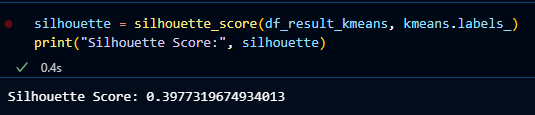 silhouette = silhouette_score(df_result_kmeans, kmeans.labels_)
print("Silhouette Score:", silhouette)
0.4s
Silhouette Score: 0.3977319674934013